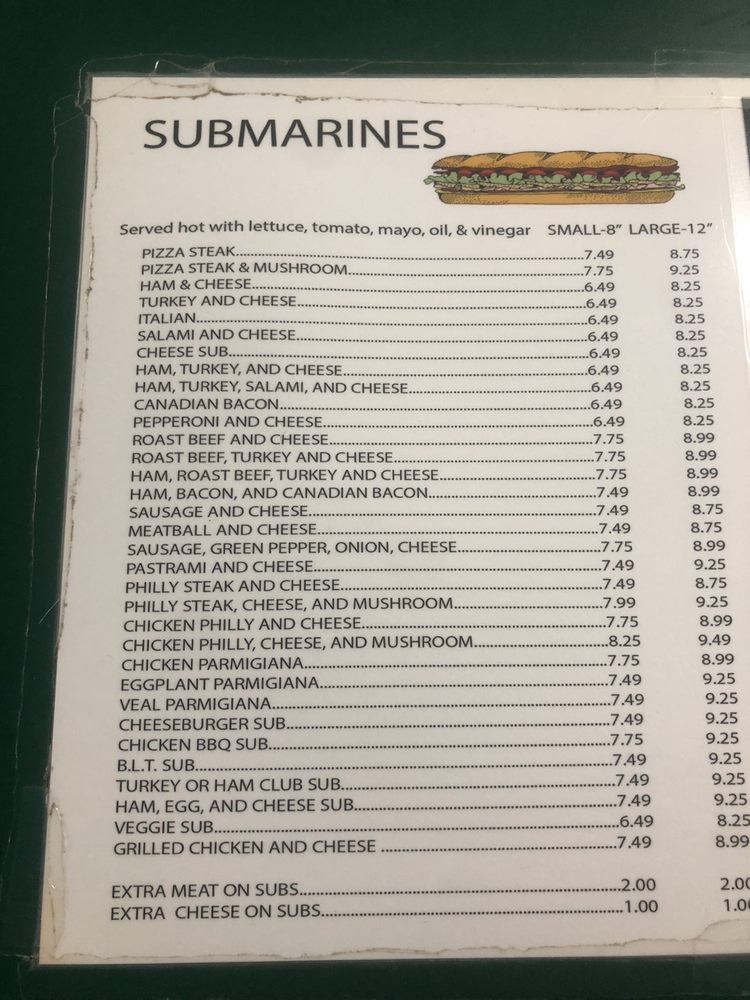 SUBMARINES
Served hot with lettuce, tomato, mayo, oil, & vinegar SMALL-8" LARGE-12"
PIZZA STEAK........7.49 8.75
PIZZA STEAK & MUSHROOM........7.75 9.25
HAM & CHEESE........6.49 8.25
TURKEY AND CHEESE........6.49 8.25
ITALIAN........6.49 8.25
SALAMI AND CHEESE........6.49 8.25
CHEESE SUB........6.49 8.25
HAM, TURKEY, AND CHEESE........6.49 8.25
HAM, TURKEY, SALAMI, AND CHEESE........6.49 8.25
CANADIAN BACON........6.49 8.25
PEPPERONI AND CHEESE........6.49 8.25
ROAST BEEF AND CHEESE........7.75 8.99
ROAST BEEF, TURKEY AND CHEESE........7.75 8.99
HAM, ROAST BEEF, TURKEY AND CHEESE........7.75 8.99
HAM, BACON, AND CANADIAN BACON........7.49 8.99
SAUSAGE AND CHEESE........7.49 8.75
MEATBALL AND CHEESE........7.49 8.75
SAUSAGE, GREEN PEPPER, ONION, CHEESE........7.75 8.99
PASTRAMI AND CHEESE........7.49 9.25
PHILLY STEAK AND CHEESE........7.49 8.75
PHILLY STEAK, CHEESE, AND MUSHROOM........7.99 9.25
CHICKEN PHILLY AND CHEESE........7.75 8.99
CHICKEN PHILLY, CHEESE, AND MUSHROOM........8.25 9.49
CHICKEN PARMIGIANA........7.75 8.99
EGGPLANT PARMIGIANA........7.49 9.25
VEAL PARMIGIANA........7.49 9.25
CHEESEBURGER SUB........7.49 9.25
CHICKEN BBQ SUB........7.75 9.25
B.L.T. SUB........7.49 9.25
TURKEY OR HAM CLUB SUB........7.49 9.25
HAM, EGG, AND CHEESE SUB........7.49 9.25
VEGGIE SUB........6.49 8.25
GRILLED CHICKEN AND CHEESE ........7.49 8.99
EXTRA MEAT ON SUBS........2.00 2.00
EXTRA CHEESE ON SUBS........1.00 1.00